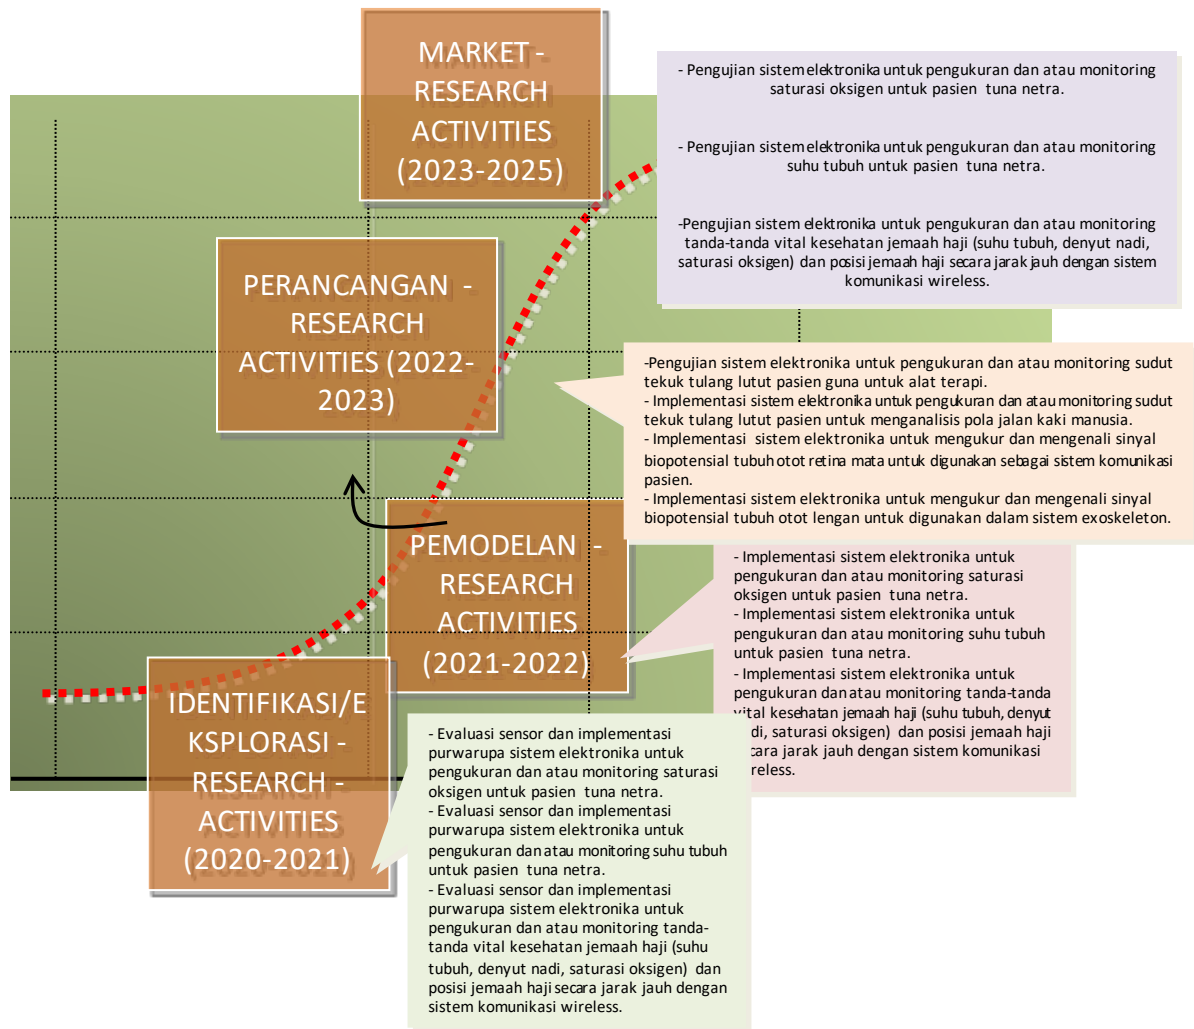 MARKET -
RESEARCH
ACTIVITIES
(2023-2025)
- Pengujian sistem elektronika untuk pengukuran dan atau monitoring
saturasi oksigen untuk pasien tuna netra.
- Pengujian sistem elektronika untuk pengukuran dan atau monitoring
suhu tubuh untuk pasien tuna netra.
-Pengujian sistem elektronika untuk pengukuran dan atau monitoring
tanda-tanda vital kesehatan jemaah haji (suhu tubuh, denyut nadi,
saturasi oksigen) dan posisi jemaah haji secara jarak jauh dengan sistem
komunikasi wireless.
PERANCANGAN -
RESEARCH
ACTIVITIES (2022-
2023)
-Pengujian sistem elektronika untuk pengukuran dan atau monitoring sudut
tekuk tulang lutut pasien guna untuk alat terapi.
- Implementasi sistem elektronika untuk pengukuran dan atau monitoring sudut
tekuk tulang lutut pasien untuk menganalisis pola jalan kaki manusia.
- Implementasi sistem elektronika untuk mengukur dan mengenali sinyal
biopotensial tubuh otot retina mata untuk digunakan sebagai sistem komunikasi
pasien.
- Implementasi sistem elektronika untuk mengukur dan mengenali sinyal
biopotensial tubuh otot lengan untuk digunakan dalam sistem exoskeleton.
PEMODELAN -
RESEARCH
ACTIVITIES
(2021-2022)
- Implementasi sistem elektronika untuk
pengukuran dan atau monitoring saturasi
oksigen untuk pasien tuna netra.
- Implementasi sistem elektronika untuk
pengukuran dan atau monitoring suhu tubuh
untuk pasien tuna netra.
- Implementasi sistem elektronika untuk
pengukuran dan atau monitoring tanda-tanda
vital kesehatan jemaah haji (suhu tubuh, denyut
di, saturasi oksigen) dan posisi jemaah haji
cara jarak jauh dengan sistem komunikasi
reless.
IDENTIFIKASI/E
KSPLORASI -
RESEARCH -
ACTIVITIES
(2020-2021)
- Evaluasi sensor dan implementasi
purwarupa sistem elektronika untuk
pengukuran dan atau monitoring saturasi
oksigen untuk pasien tuna netra.
- Evaluasi sensor dan implementasi
purwarupa sistem elektronika untuk
pengukuran dan atau monitoring suhu tubuh
untuk pasien tuna netra.
- Evaluasi sensor dan implementasi
purwarupa sistem elektronika untuk
pengukuran dan atau monitoring tanda-
tanda vital kesehatan jemaah haji (suhu
tubuh, denyut nadi, saturasi oksigen) dan
posisi jemaah haji secara jarak jauh dengan
sistem komunikasi wireless.